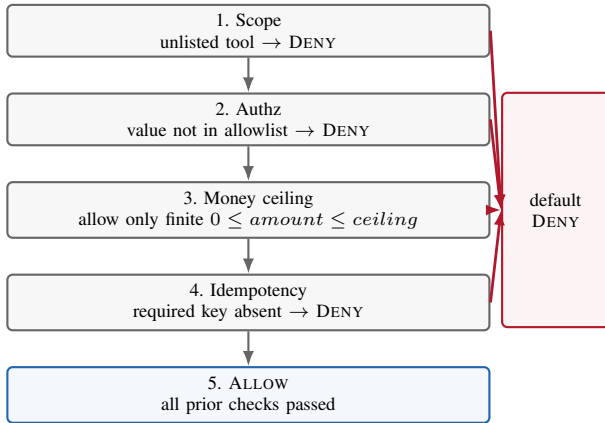 1. Scope
unlisted tool → DENY
2. Authz
value not in allowlist → DENY
3. Money ceiling
allow only finite 0 ≤ amount ≤ ceiling
4. Idempotency
required key absent → DENY
5. ALLOW
all prior checks passed
default
DENY